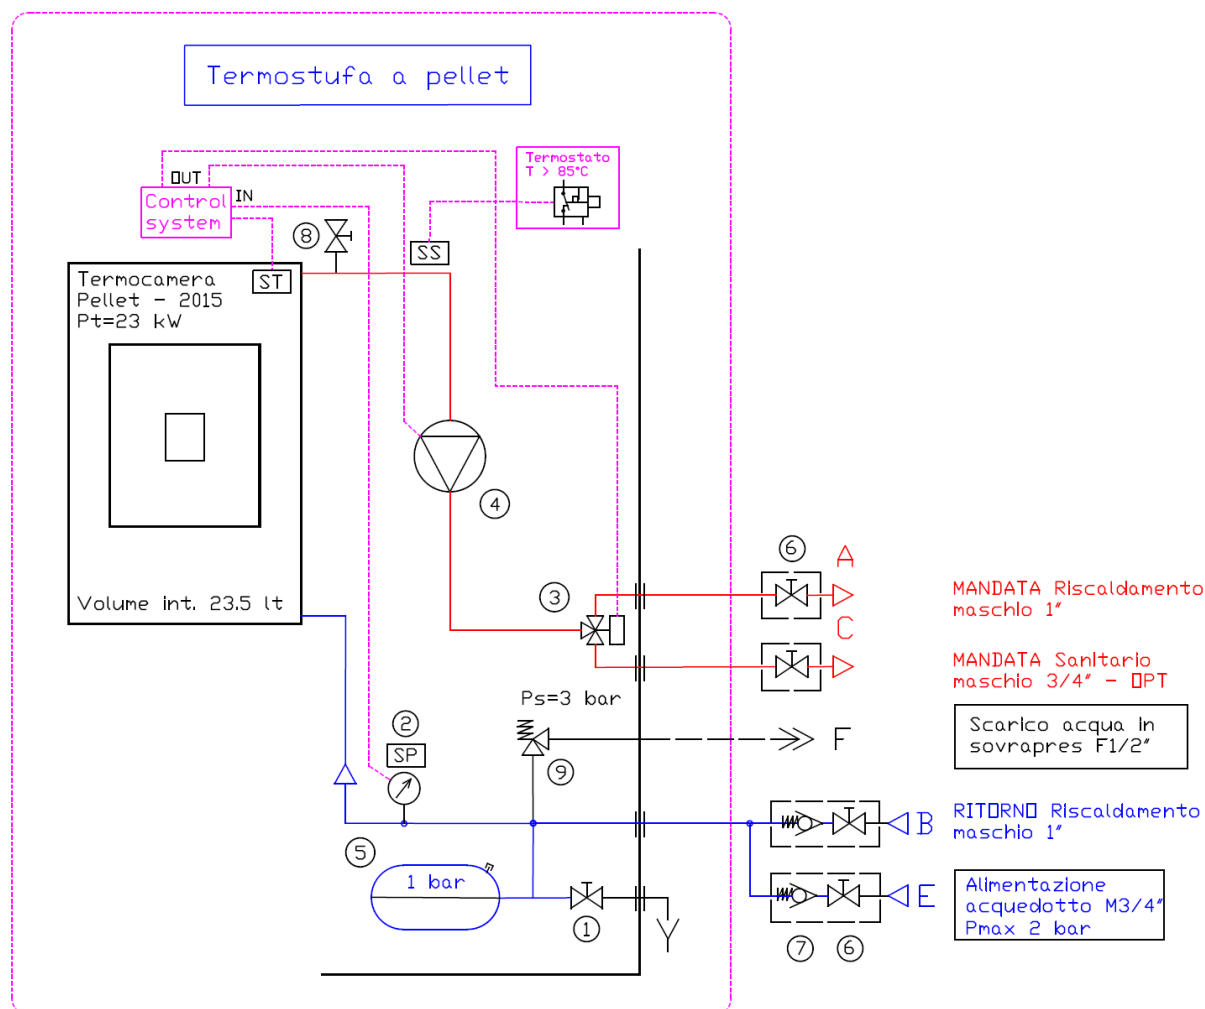 Termostufa a pellet
Termostato
T > 85°C
OUT
IN
Control
system
8
SS
ST
Termocamera
Pellet - 2015
Pt=23 kW
4
6
A
3
MANDATA Riscaldamento
maschio 1"
C
Volume int. 23.5 lt
MANDATA Sanitario
maschio 3/4" - OPT
Ps=3 bar
2
SP
F
Scarico acqua in
sovrapres F1/2"
9
B
RITORNO Riscaldamento
maschio 1"
5
1 bar
E
Alimentazione
acquedotto M3/4"
Pmax 2 bar
1
7
6